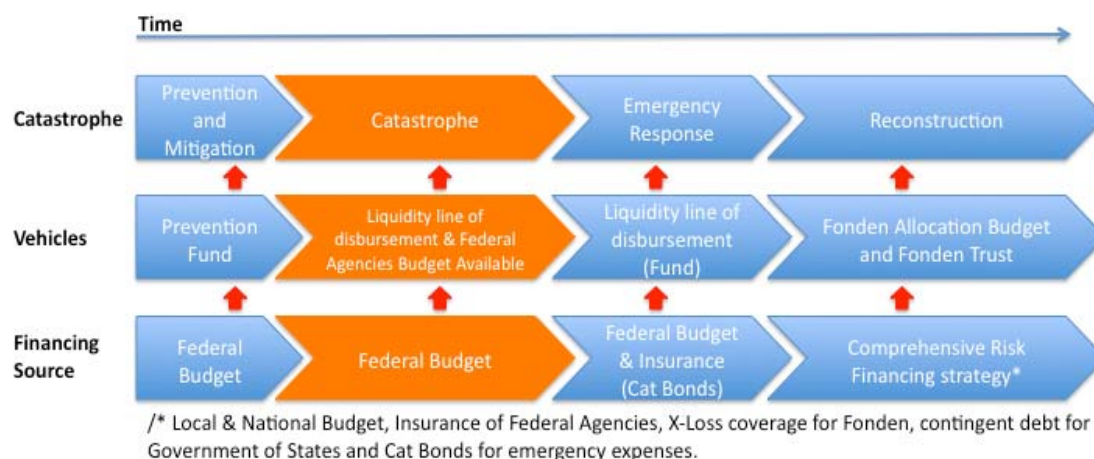 Time
Catastrophe
Prevention
and
Mitigation
Catastrophe
Emergency
Response
Reconstruction
Vehicles
Prevention
Fund
Liquidity line of
disbursement & Federal
Agencies Budget Available
Liquidity line of
disbursement
(Fund)
Fonden Allocation Budget
and Fonden Trust
Financing
Source
Federal
Budget
Federal Budget
Federal Budget
& Insurance
(Cat Bonds)
Comprehensive Risk
Financing strategy*
/* Local & National Budget, Insurance of Federal Agencies, X-Loss coverage for Fonden, contingent debt for
Government of States and Cat Bonds for emergency expenses.